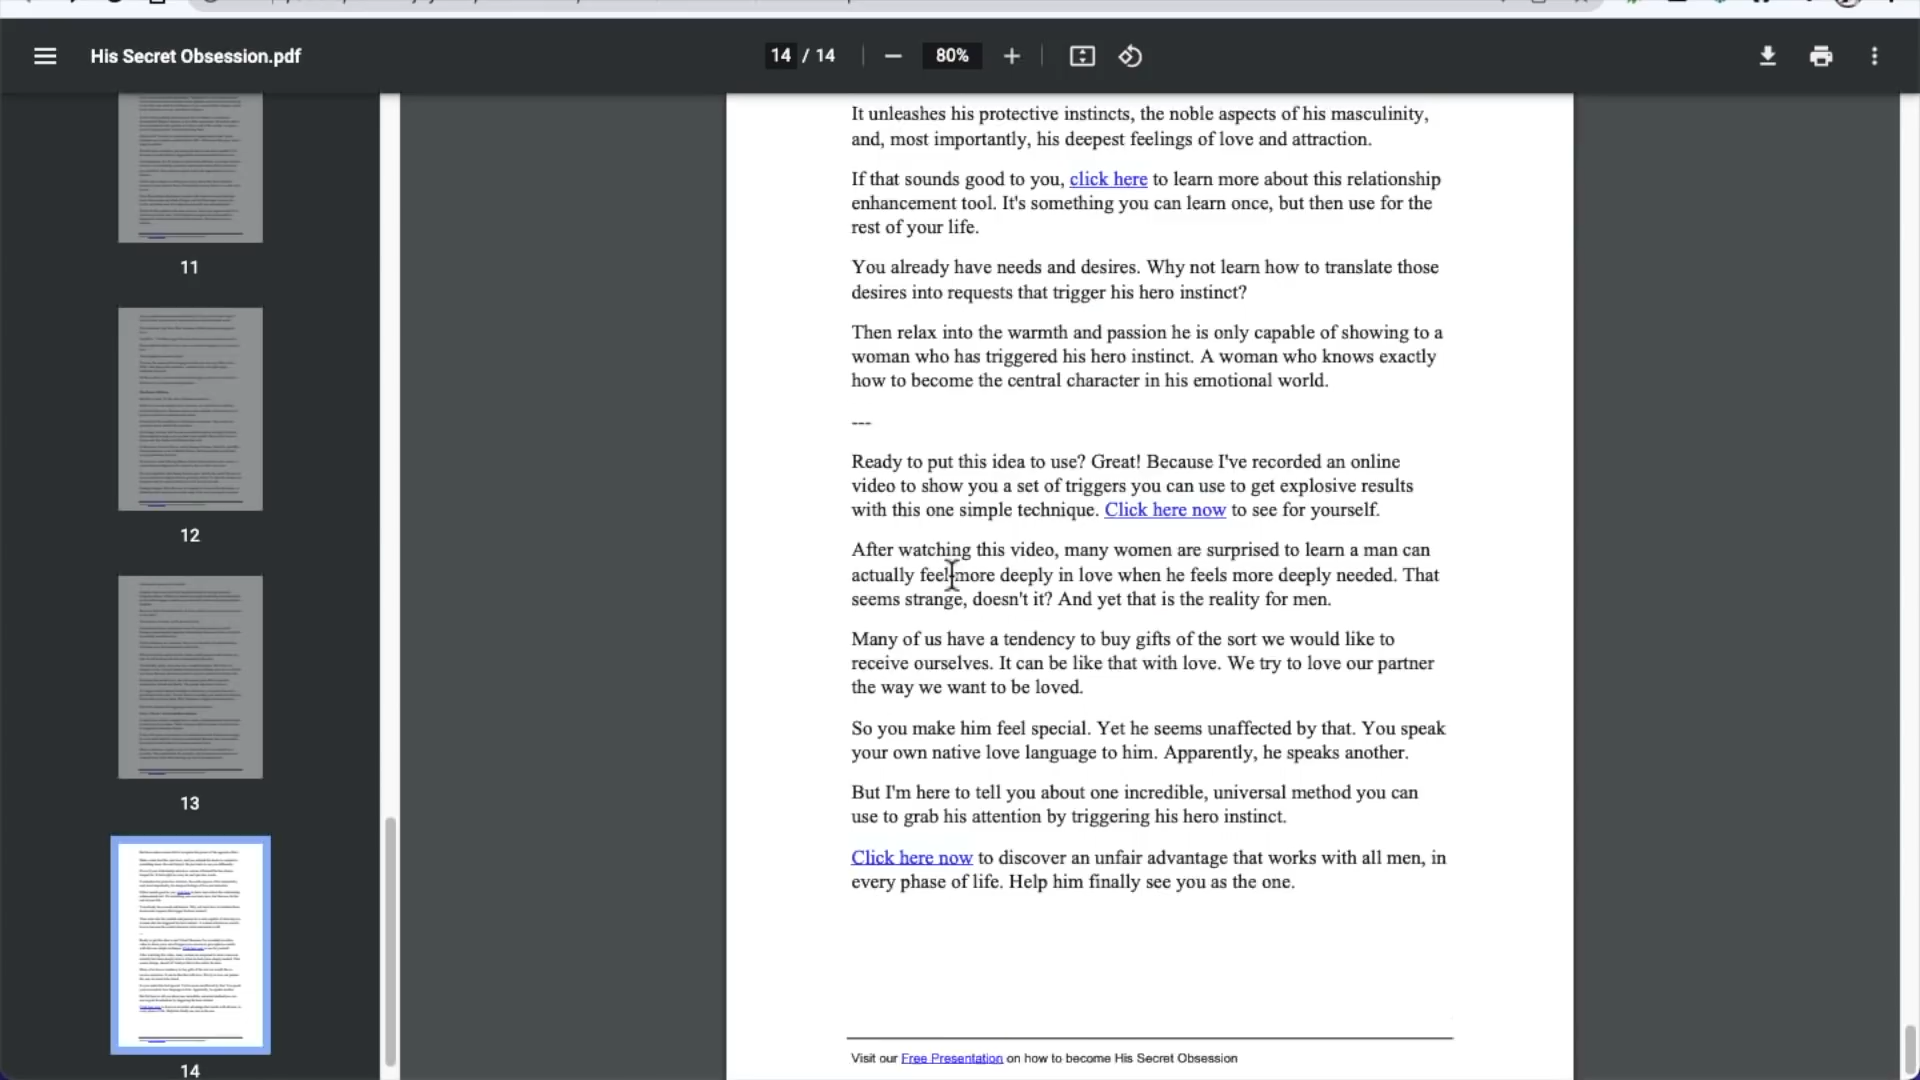 His Secret Obsession.pdf
14 / 14
80%
11
12
13
14
It unleashes his protective instincts, the noble aspects of his masculinity,
and, most importantly, his deepest feelings of love and attraction.
If that sounds good to you, click here to learn more about this relationship
enhancement tool. It's something you can learn once, but then use for the
rest of your life.
You already have needs and desires. Why not learn how to translate those
desires into requests that trigger his hero instinct?
Then relax into the warmth and passion he is only capable of showing to a
woman who has triggered his hero instinct. A woman who knows exactly
how to become the central character in his emotional world.
---
Ready to put this idea to use? Great! Because I've recorded an online
video to show you a set of triggers you can use to get explosive results
with this one simple technique. Click here now to see for yourself.
After watching this video, many women are surprised to learn a man can
actually feel more deeply in love when he feels more deeply needed. That
seems strange, doesn't it? And yet that is the reality for men.
Many of us have a tendency to buy gifts of the sort we would like to
receive ourselves. It can be like that with love. We try to love our partner
the way we want to be loved.
So you make him feel special. Yet he seems unaffected by that. You speak
your own native love language to him. Apparently, he speaks another.
But I'm here to tell you about one incredible, universal method you can
use to grab his attention by triggering his hero instinct.
Click here now to discover an unfair advantage that works with all men, in
every phase of life. Help him finally see you as the one.
Visit our Free Presentation on how to become His Secret Obsession